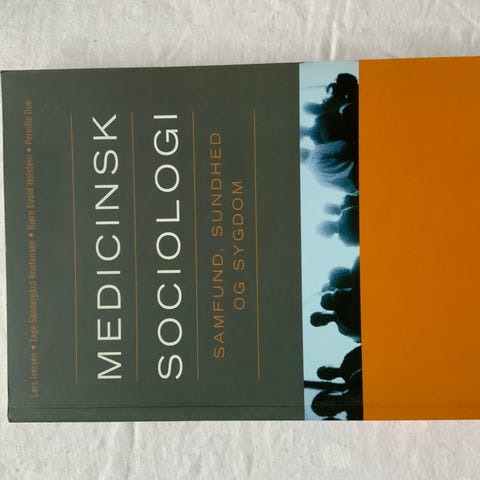 Lars Iversen • Tage Søndergård Kristensen • Bjørn Evald Holstein • Pernille Due
MEDICINSK
SOCIOLOGI
SAMFUND, SUNDHED
OG SYGDOM